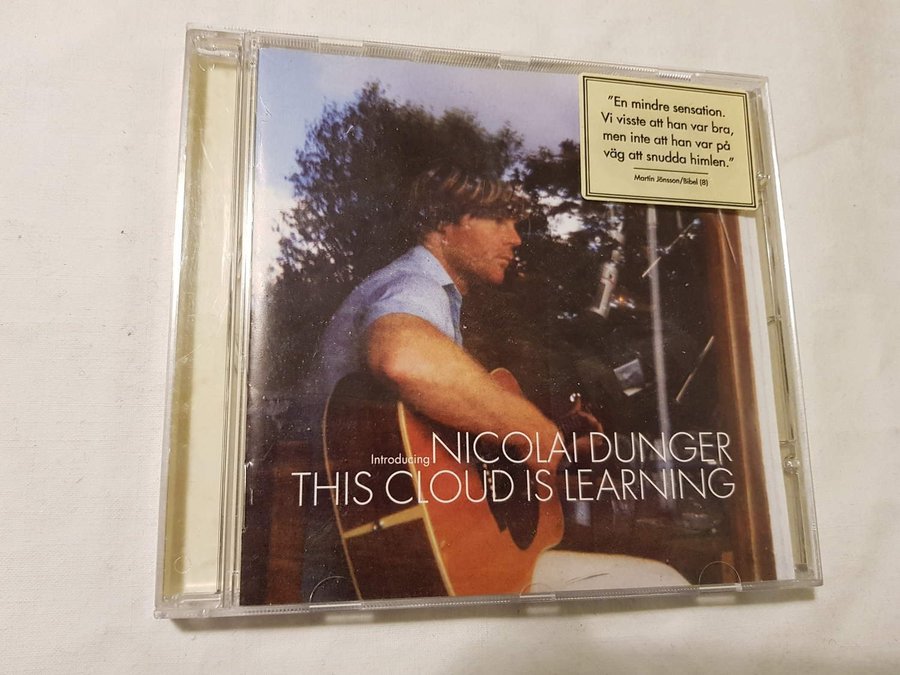 "En mindre sensation.
Vi visste att han var bra,
men inte att han var på
väg att snudda himlen."
Martin Jönsson/Bibel (8)
Introducing NICOLAI DUNGER
THIS CLOUD IS LEARNING